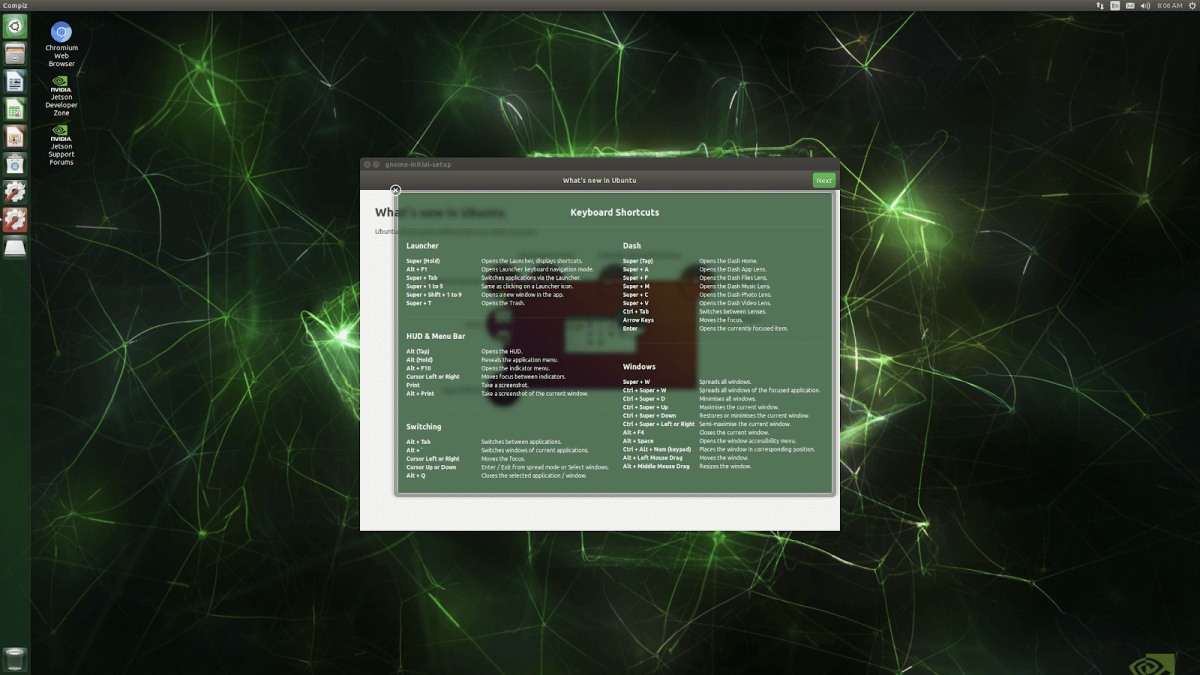 Compiz
En
8:06 AM
Chromium
Web
Browser
NVIDIA
Jetson
Developer
Zone
NVIDIA
Jetson
Support
Forums
gnome-initial-setup
What's new in Ubuntu
Next
What's new in Ubuntu
Ubuntu
Keyboard Shortcuts
Launcher
Super (Hold) Opens the Launcher, displays shortcuts.
Alt + F1 Opens Launcher keyboard navigation mode.
Super + Tab Switches applications via the Launcher.
Super + 1 to 9 Same as clicking on a Launcher icon.
Super + Shift + 1 to 9 Opens a new window in the app.
Super + T Opens the Trash.
HUD & Menu Bar
Alt (Tap) Opens the HUD.
Alt (Hold) Reveals the application menu.
Alt + F10 Opens the indicator menu.
Cursor Left or Right Moves focus between indicators.
Print Take a screenshot.
Alt + Print Take a screenshot of the current window.
Switching
Alt + Tab Switches between applications.
Alt + ` Switches windows of current applications.
Cursor Left or Right Moves the focus.
Cursor Up or Down Enter / Exit from spread mode or Select windows.
Alt + Q Closes the selected application / window.
Dash
Super (Tap) Opens the Dash Home.
Super + A Opens the Dash App Lens.
Super + F Opens the Dash Files Lens.
Super + M Opens the Dash Music Lens.
Super + C Opens the Dash Photo Lens.
Super + V Opens the Dash Video Lens.
Ctrl + Tab Switches between Lenses.
Arrow Keys Moves the focus.
Enter Opens the currently focused item.
Windows
Super + W Spreads all windows.
Ctrl + Super + W Spreads all windows of the focused application.
Ctrl + Super + D Minimises all windows.
Ctrl + Super + Up Maximises the current window.
Ctrl + Super + Down Restores or minimises the current window.
Ctrl + Super + Left or Right Semi-maximise the current window.
Alt + F4 Closes the current window.
Alt + Space Opens the window accessibility menu.
Ctrl + Alt + Num (keypad) Places the window in corresponding position.
Alt + Left Mouse Drag Moves the window.
Alt + Middle Mouse Drag Resizes the window.